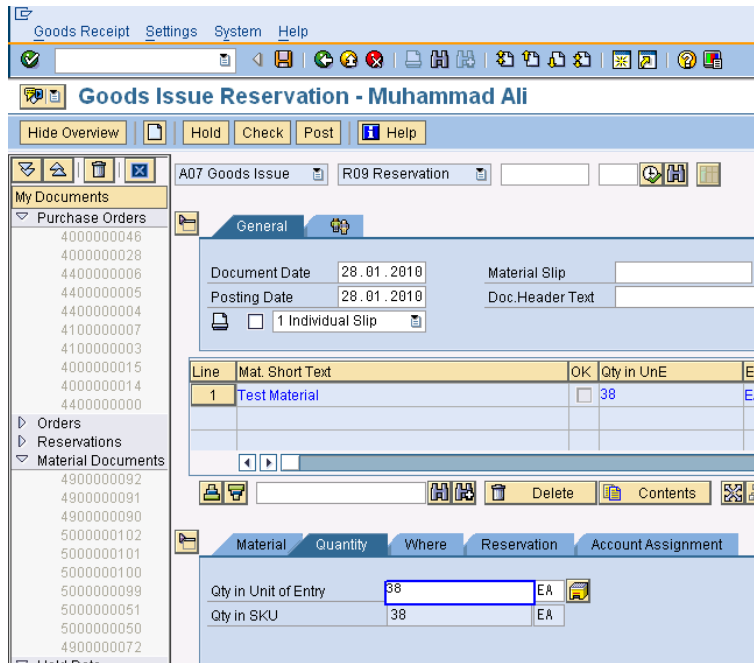 Goods Receipt Settings System Help
Goods Issue Reservation - Muhammad Ali
Hide Overview Hold Check Post Help
A07 Goods Issue R09 Reservation
My Documents
Purchase Orders
4000000046
4000000028
4400000006
4400000005
4400000004
4100000007
4100000003
4000000015
4000000014
4400000000
Orders
Reservations
Material Documents
4900000092
4900000091
4900000090
5000000102
5000000101
5000000100
5000000099
5000000051
5000000050
4900000072
General
Document Date 28.01.2010 Material Slip
Posting Date 28.01.2010 Doc.Header Text
1 Individual Slip
Line Mat. Short Text OK Qty in UnE E
1 Test Material 38 E
Delete Contents
Material Quantity Where Reservation Account Assignment
Qty in Unit of Entry 38 EA
Qty in SKU 38 EA